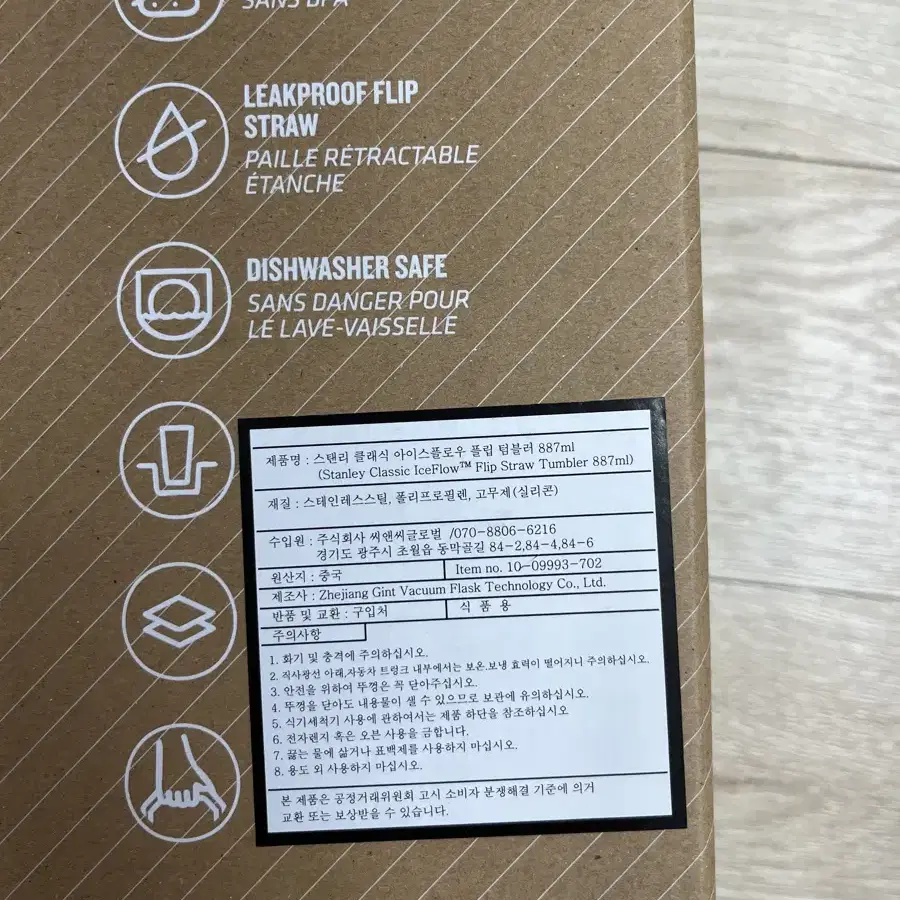 SANS BPA
LEAKPROOF FLIP
STRAW
PAILLE RÉTRACTABLE
ÉTANCHE
DISHWASHER SAFE
SANS DANGER POUR
LE LAVE-VAISSELLE
제품명 : 스탠리 클래식 아이스플로우 플립 텀블러 887ml
(Stanley Classic IceFlow™ Flip Straw Tumbler 887ml)
재질 : 스테인레스스틸, 폴리프로필렌, 고무제(실리콘)
수입원 : 주식회사 씨앤씨글로벌 /070-8806-6216
경기도 광주시 초월읍 동막골길 84-2,84-4,84-6
원산지 : 중국 Item no. 10-09993-702
제조사 : Zhejiang Gint Vacuum Flask Technology Co., Ltd.
반품 및 교환 : 구입처 식 품 용
주의사항
1. 화기 및 충격에 주의하십시오.
2. 직사광선 아래,자동차 트렁크 내부에서는 보온.보냉 효력이 떨어지니 주의하십시오.
3. 안전을 위하여 뚜껑은 꼭 닫아주십시오.
4. 뚜껑을 닫아도 내용물이 샐 수 있으므로 보관에 유의하십시오.
5. 식기세척기 사용에 관하여서는 제품 하단을 참조하십시오
6. 전자렌지 혹은 오븐 사용을 금합니다.
7. 끓는 물에 삶거나 표백제를 사용하지 마십시오.
8. 용도 외 사용하지 마십시오.
본 제품은 공정거래위원회 고시 소비자 분쟁해결 기준에 의거
교환 또는 보상받을 수 있습니다.